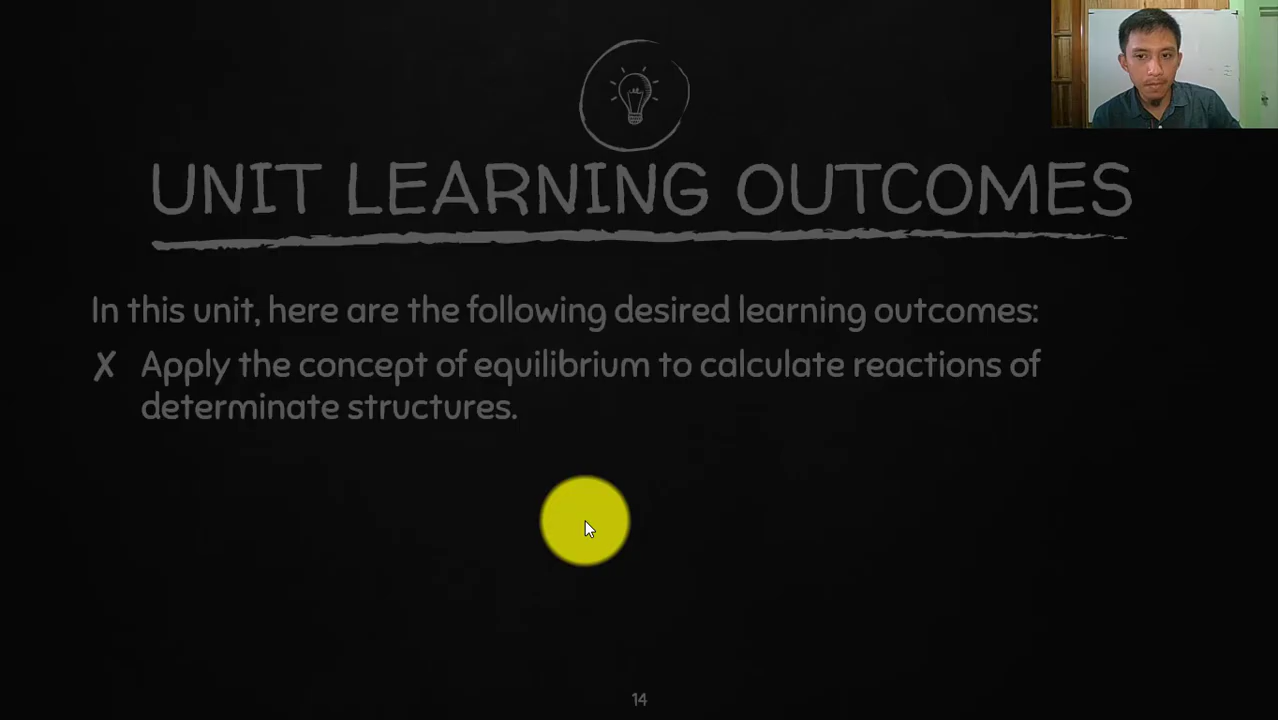 UNIT LEARNING OUTCOMES
In this unit, here are the following desired learning outcomes:
✗ Apply the concept of equilibrium to calculate reactions of
determinate structures.
14